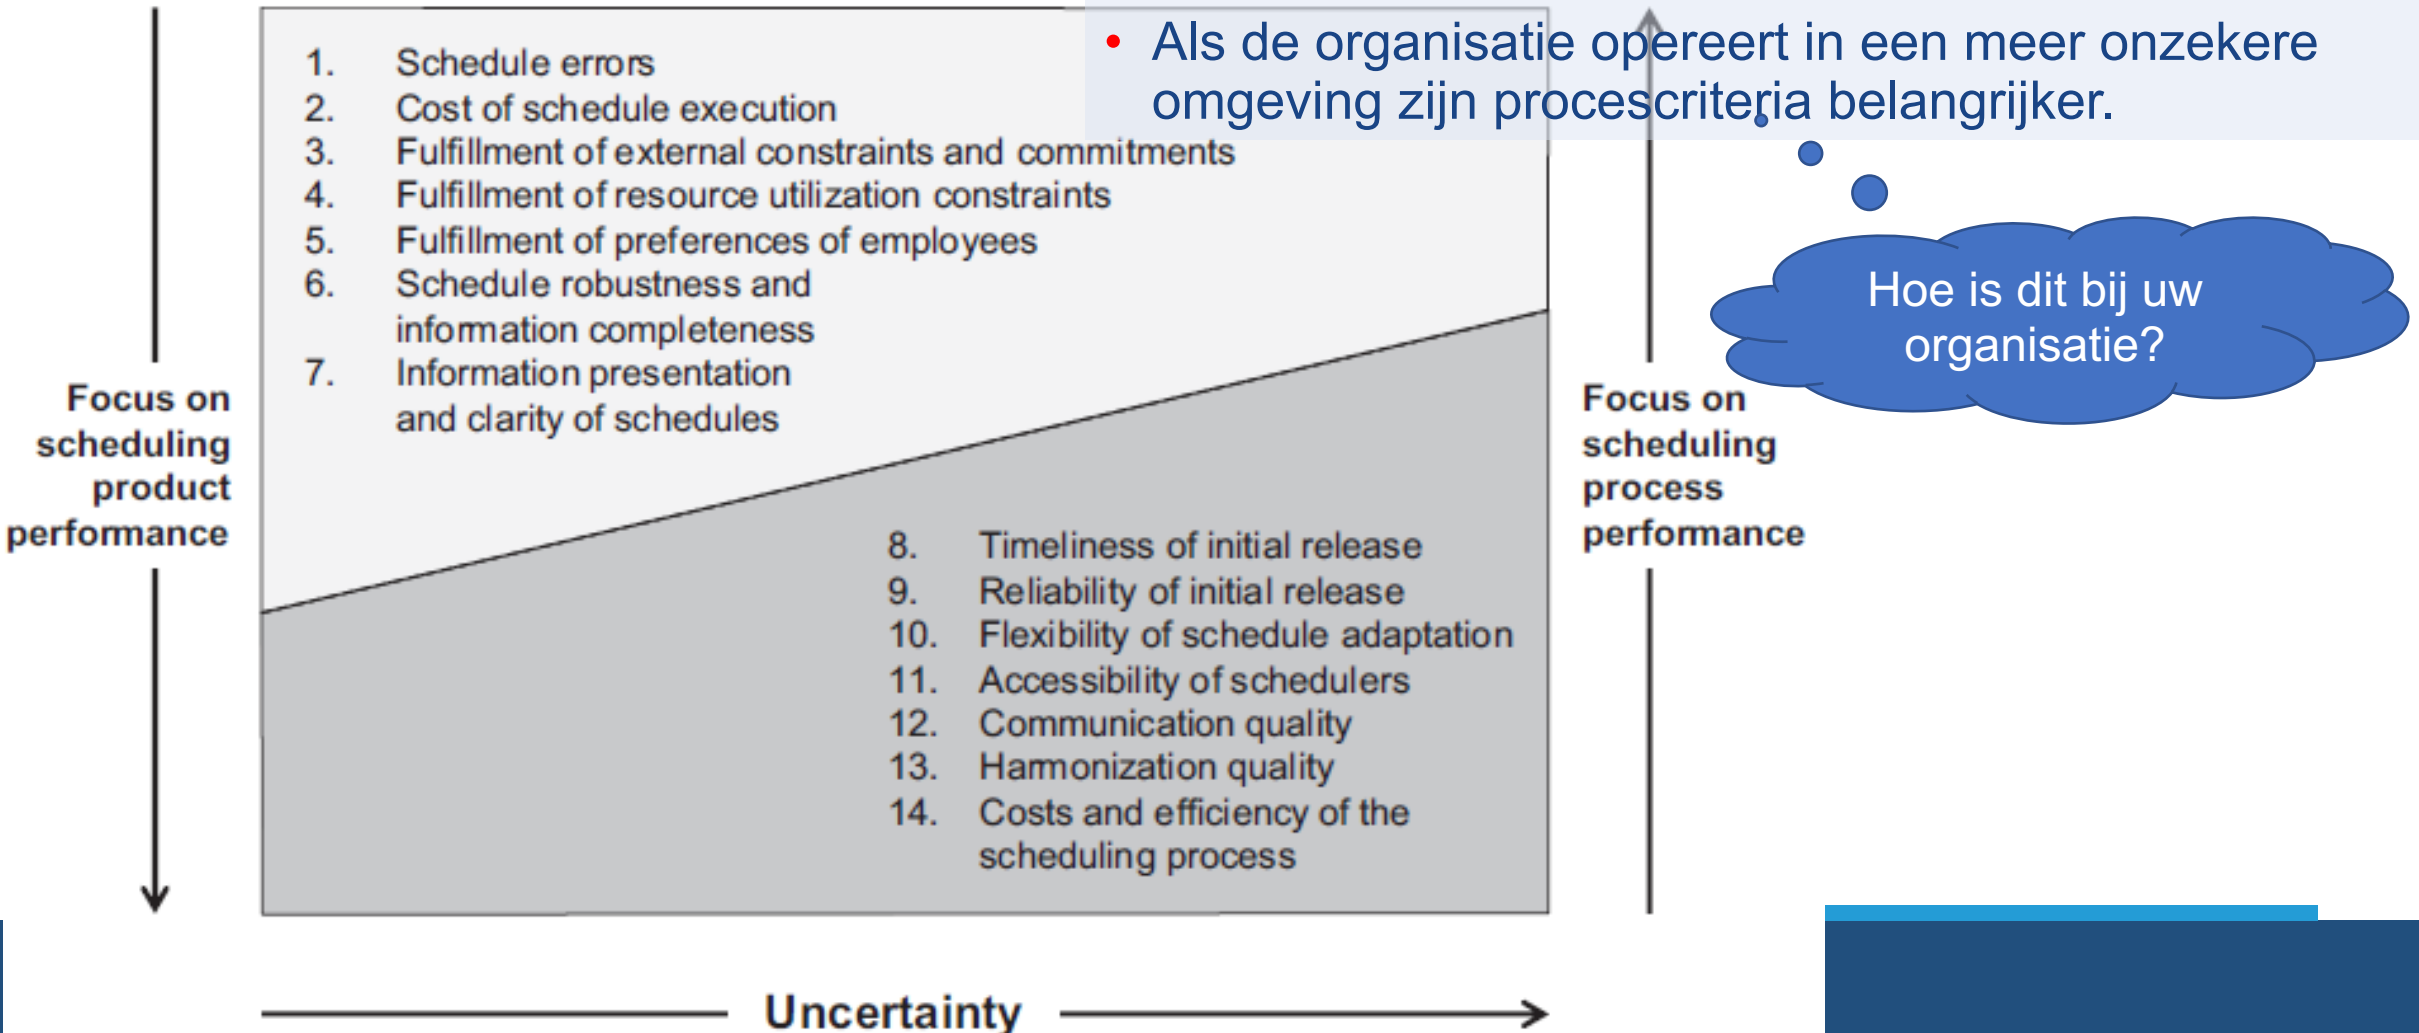 • Als de organisatie opereert in een meer onzekere
omgeving zijn procescriteria belangrijker.
1. Schedule errors
2. Cost of schedule execution
3. Fulfillment of external constraints and commitments
4. Fulfillment of resource utilization constraints
5. Fulfillment of preferences of employees
6. Schedule robustness and
information completeness
7. Information presentation
and clarity of schedules
Hoe is dit bij uw
organisatie?
Focus on
scheduling
product
performance
Focus on
scheduling
process
performance
8. Timeliness of initial release
9. Reliability of initial release
10. Flexibility of schedule adaptation
11. Accessibility of schedulers
12. Communication quality
13. Harmonization quality
14. Costs and efficiency of the
scheduling process
Uncertainty